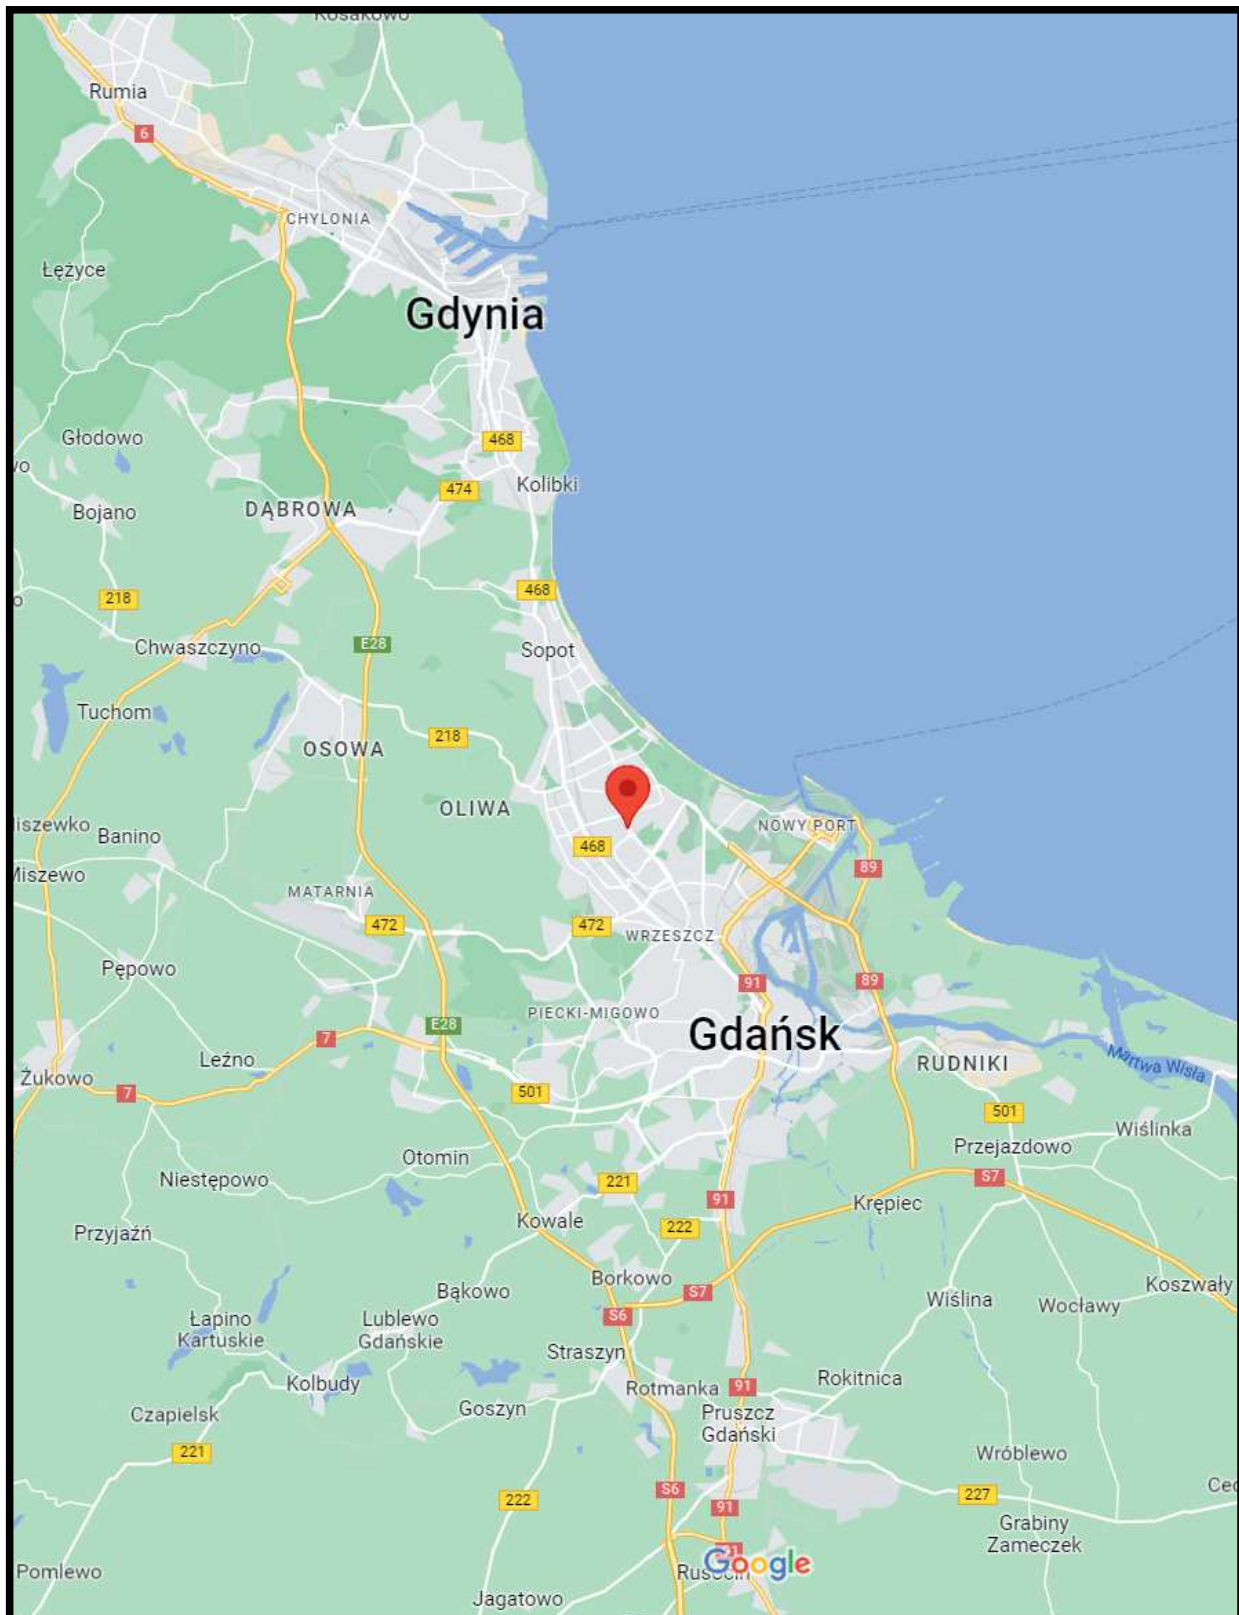 Kosakowo
Rumia
6
CHYLONIA
Łężyce
Gdynia
Głodowo
468
474
Kolibki
Bojano
DĄBROWA
218
468
Chwaszczyno
E28
Sopot
Tuchom
218
OSOWA
OLIWA
NOWY PORT
Banino
468
89
Miszewo
MATARNIA
472
472
WRZESZCZ
Pępowo
91
89
PIECKI-MIGOWO
E28
Gdańsk
7
Leźno
RUDNIKI
Martwa Wisła
Żukowo
7
501
501
Wiślinka
Przejazdowo
Otomin
Niestępowo
221
S7
91
Krępiec
Kowale
222
Przyjaźń
Borkowo
Koszwały
Bąkowo
S7
Wiślina
Wocławy
S6
Łapino
Kartuskie
Lublewo
Gdańskie
Straszyn
Kolbudy
Rotmanka
91
Rokitnica
Goszyn
Pruszcz
Gdański
Czapielsk
221
Wróblewo
S6
222
91
227
Grabiny
Zameczek
91
Google
Rusocin
Pomlewo
Jagatowo